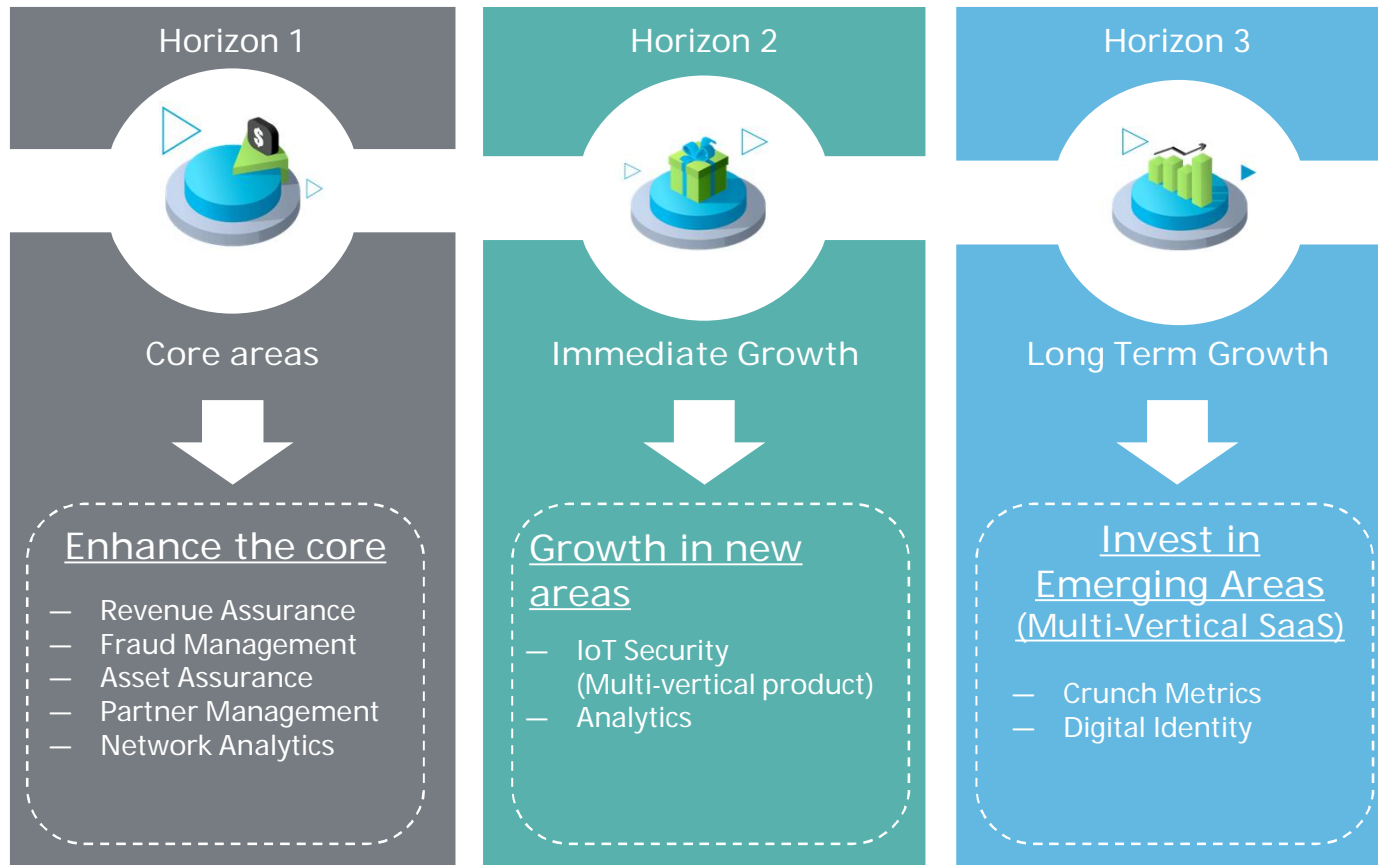 Horizon 1
$
Core areas
Enhance the core
— Revenue Assurance
— Fraud Management
— Asset Assurance
— Partner Management
— Network Analytics
Horizon 2
Immediate Growth
Growth in new
areas
— IoT Security
(Multi-vertical product)
— Analytics
Horizon 3
Long Term Growth
Invest in
Emerging Areas
(Multi-Vertical SaaS)
— Crunch Metrics
— Digital Identity